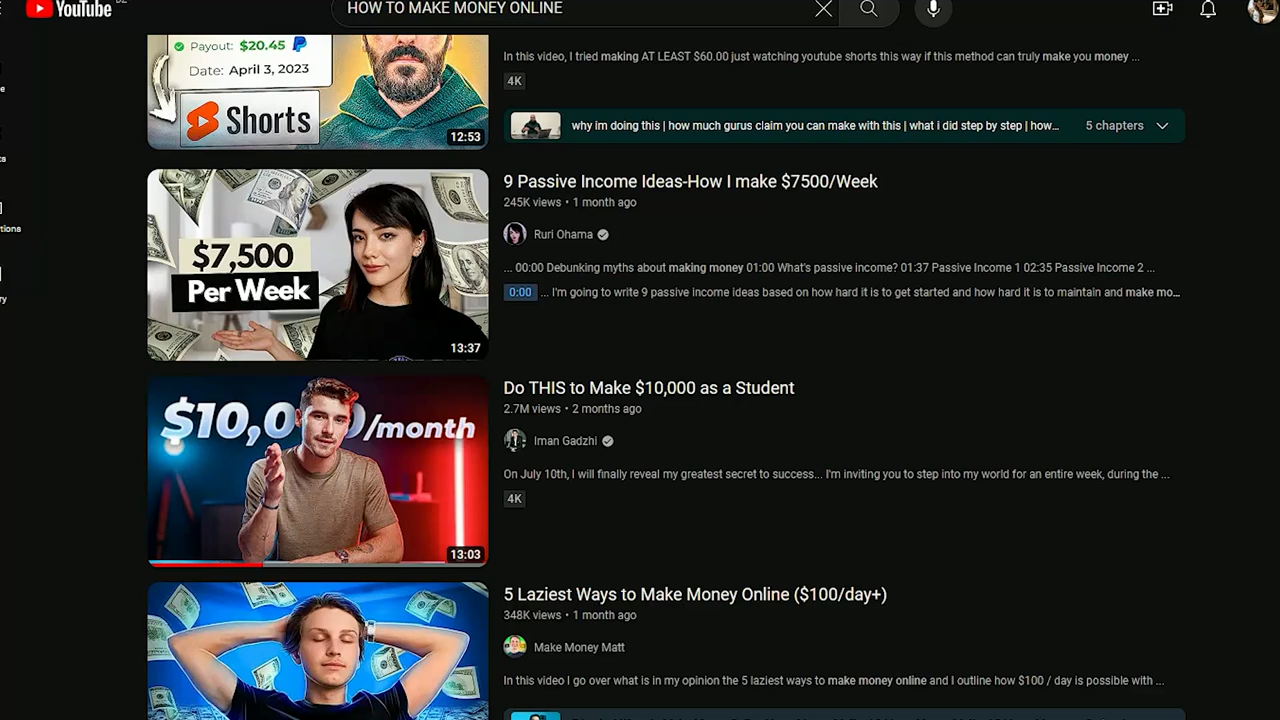 YouTube
HOW TO MAKE MONEY ONLINE
Payout: $20.45
Date: April 3, 2023
Shorts
12:53
In this video, I tried making AT LEAST $60.00 just watching youtube shorts this way if this method can truly make you money ...
4K
why im doing this | how much gurus claim you can make with this | what i did step by step | how...
5 chapters
tions
$7,500
Per Week
13:37
9 Passive Income Ideas-How I make $7500/Week
245K views • 1 month ago
Ruri Ohama
... 00:00 Debunking myths about making money 01:00 What's passive income? 01:37 Passive Income 1 02:35 Passive Income 2 ...
0:00 ... I'm going to write 9 passive income ideas based on how hard it is to get started and how hard it is to maintain and make mo...
$10,0 0/month
13:03
Do THIS to Make $10,000 as a Student
2.7M views • 2 months ago
Iman Gadzhi
On July 10th, I will finally reveal my greatest secret to success... I'm inviting you to step into my world for an entire week, during the ...
4K
5 Laziest Ways to Make Money Online ($100/day+)
348K views • 1 month ago
Make Money Matt
In this video I go over what is in my opinion the 5 laziest ways to make money online and I outline how $100 / day is possible with ...